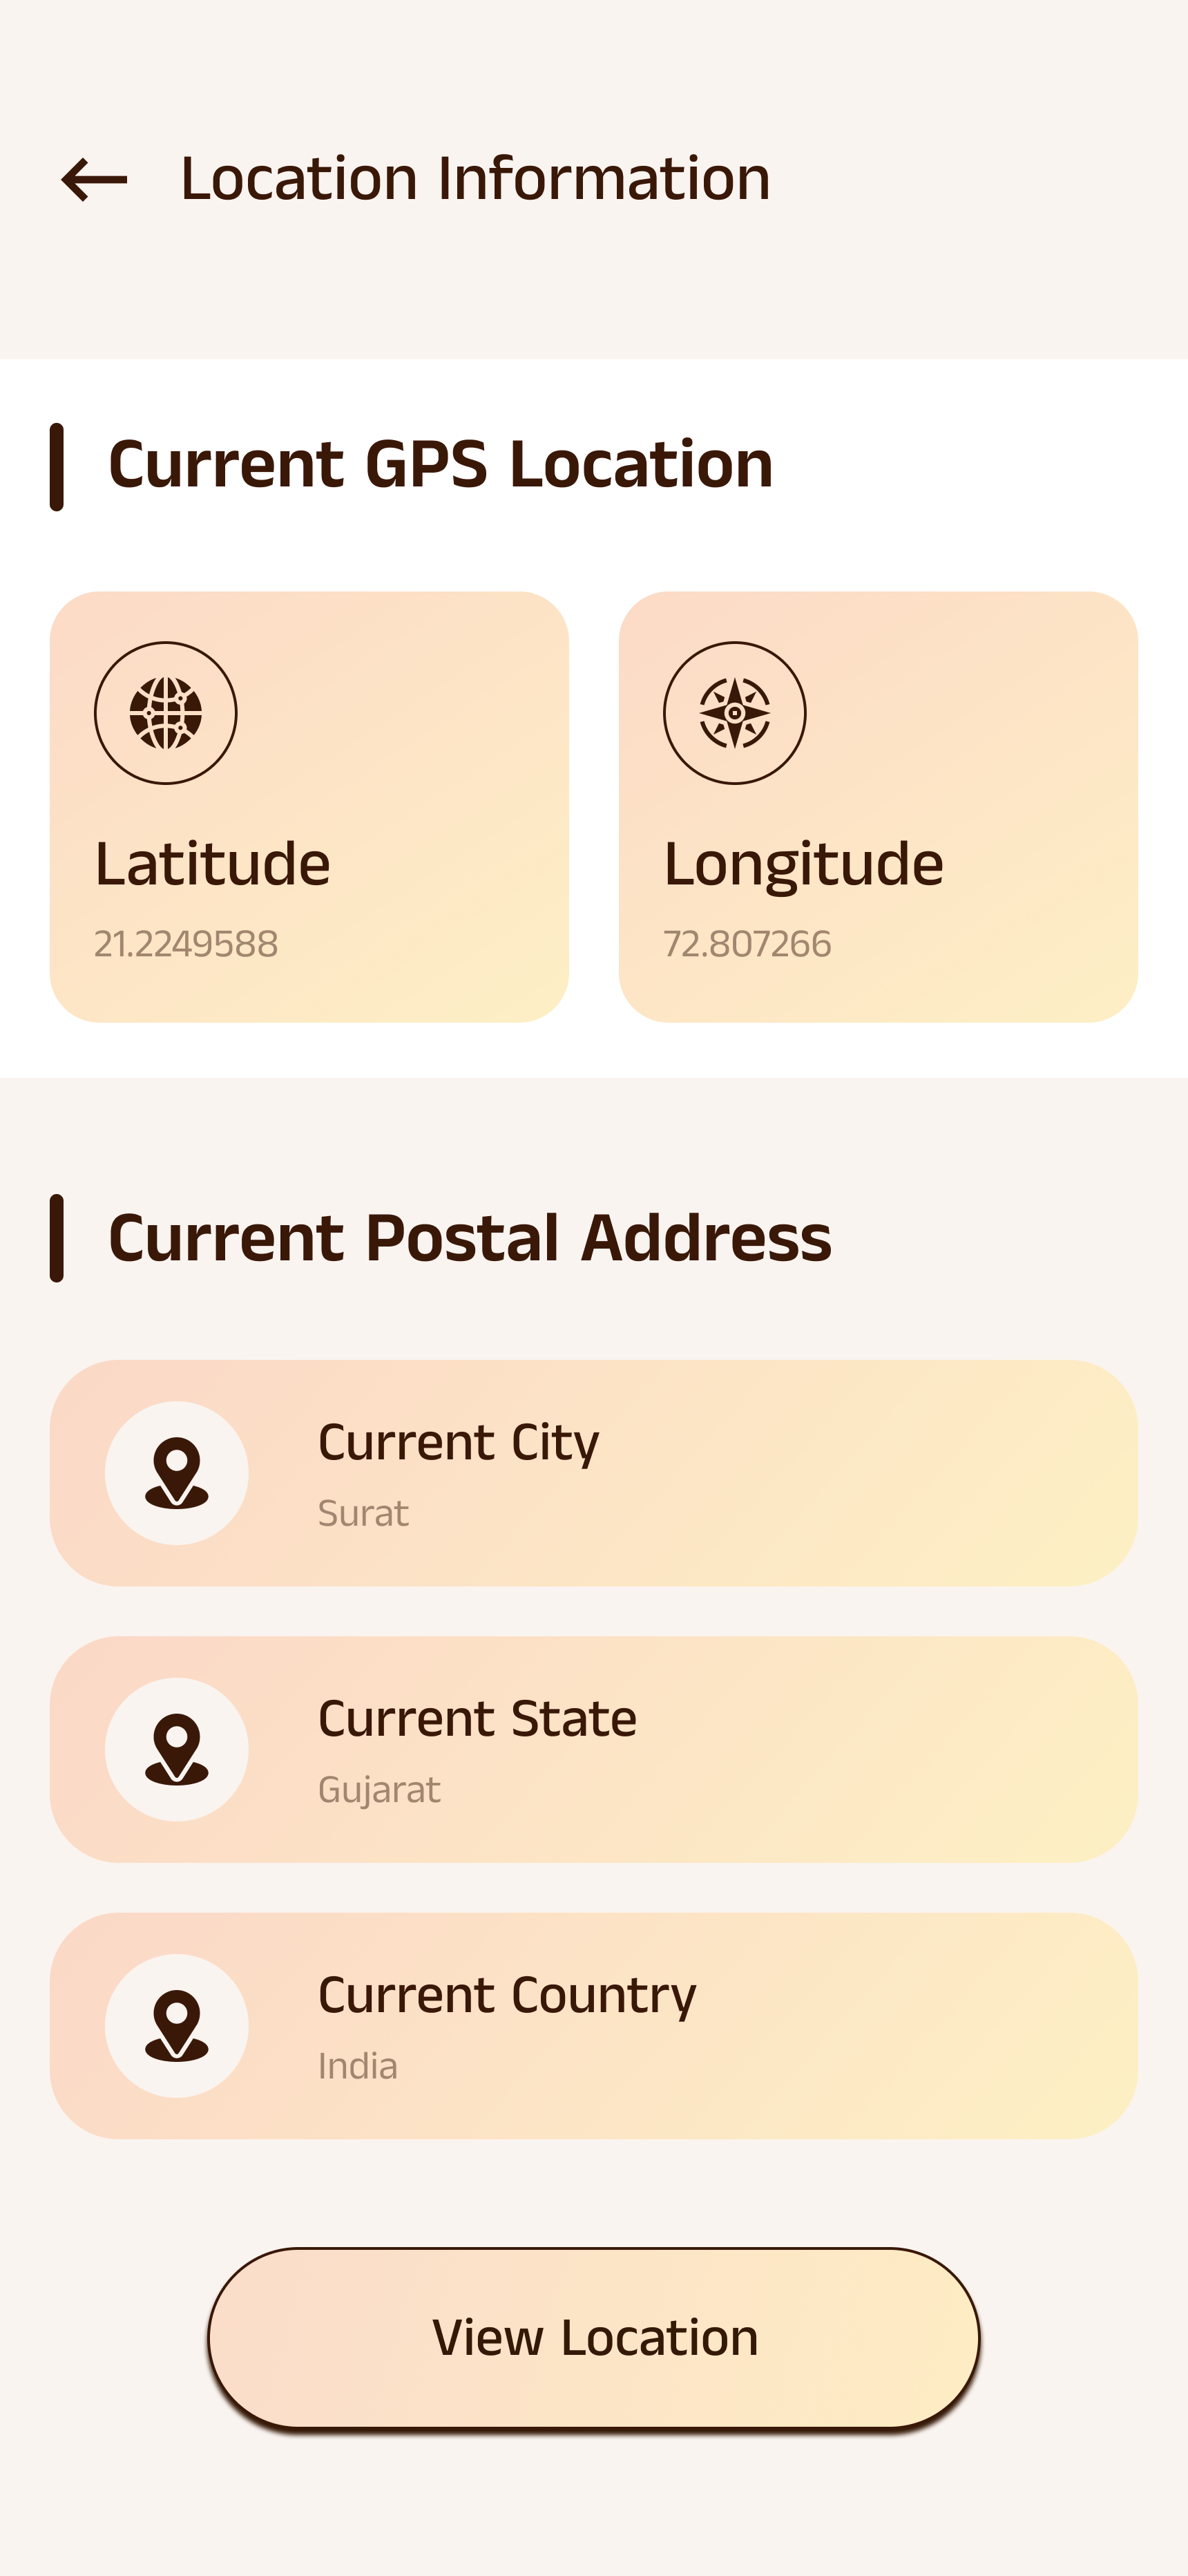 Location Information
Current GPS Location
Latitude
21.2249588
Longitude
72.807266
Current Postal Address
Current City
Surat
Current State
Gujarat
Current Country
India
View Location